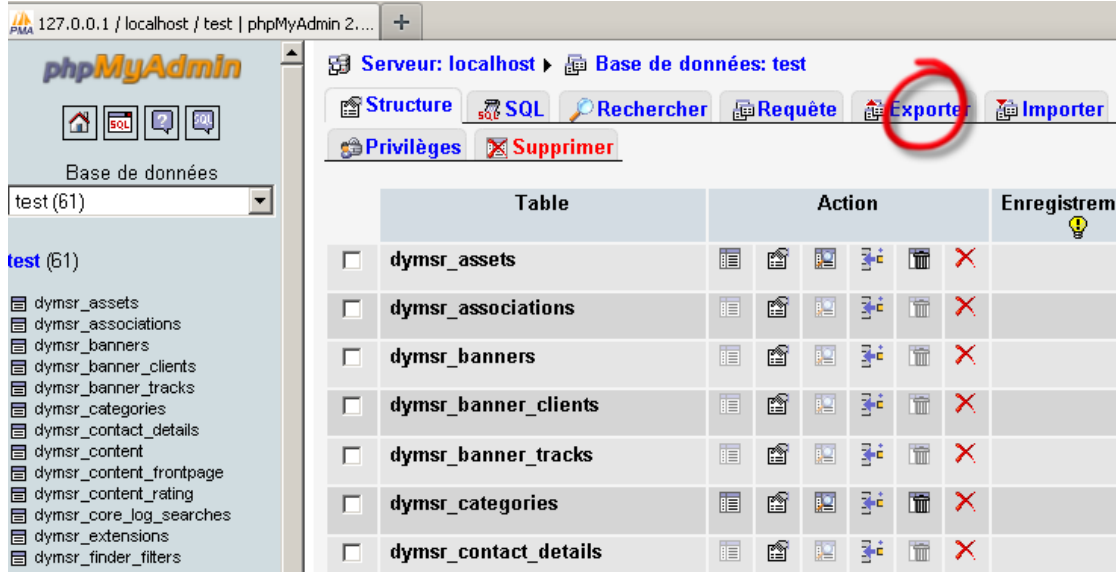 127.0.0.1 / localhost / test | phpMyAdmin 2....
phpMyAdmin
Base de données
test (61)
test (61)
dymsr_assets
dymsr_associations
dymsr_banners
dymsr_banner_clients
dymsr_banner_tracks
dymsr_categories
dymsr_contact_details
dymsr_content
dymsr_content_frontpage
dymsr_content_rating
dymsr_core_log_searches
dymsr_extensions
dymsr_finder_filters
Serveur: localhost ▸ Base de données: test
Structure SQL Rechercher Requête Exporter Importer
Privilèges Supprimer
Table Action Enregistrem
dymsr_assets
dymsr_associations
dymsr_banners
dymsr_banner_clients
dymsr_banner_tracks
dymsr_categories
dymsr_contact_details